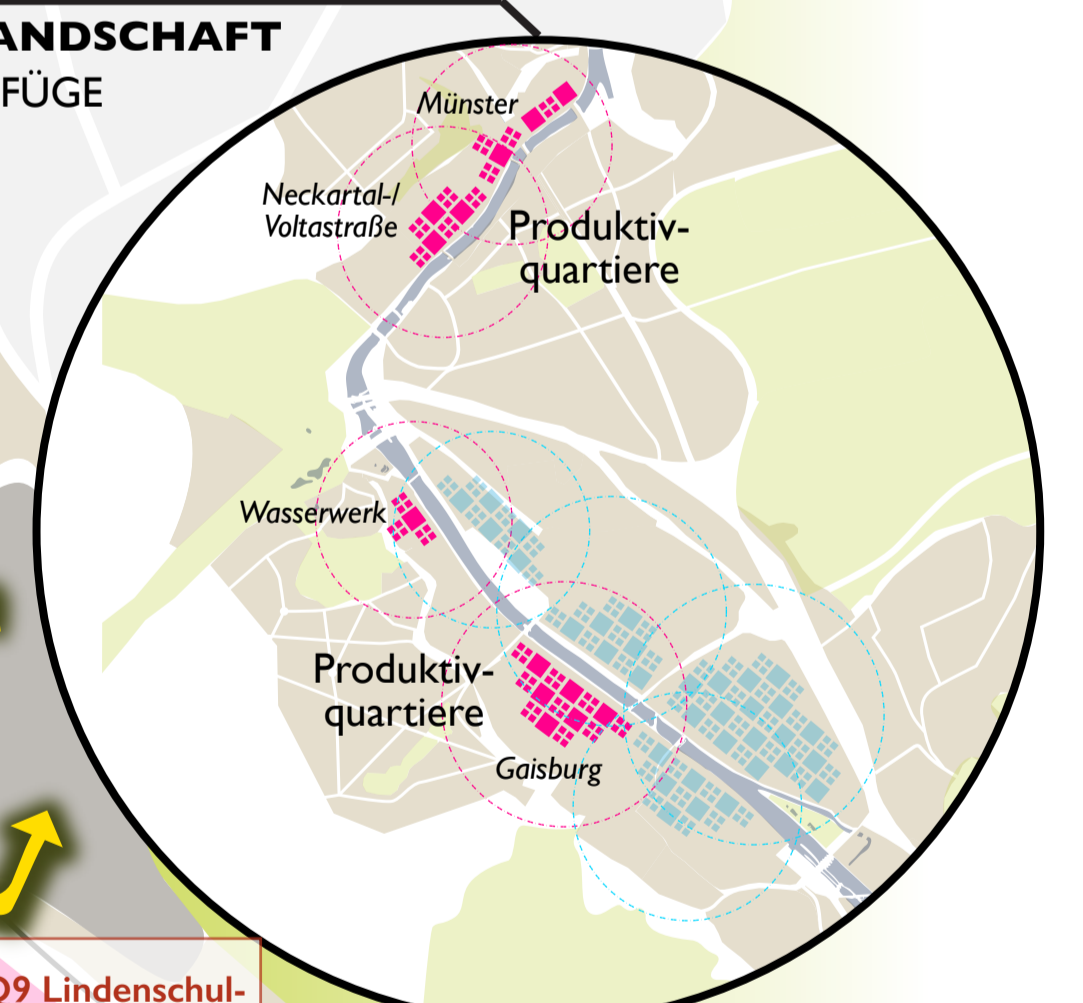 ANDSCHAFT
FÜGE
Münster
Neckartal-/
Voltastraße
Produktiv-
quartiere
Wasserwerk
Produktiv-
quartiere
Gaisburg
09 Lindenschul-